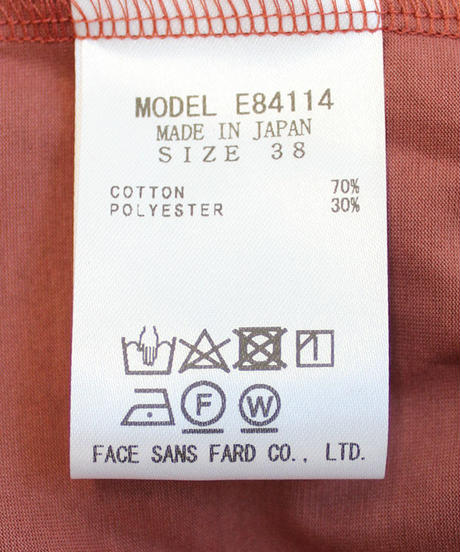 MODEL E84114
MADE IN JAPAN
SIZE 38
COTTON 70%
POLYESTER 30%
F W
FACE SANS FARD CO., LTD.